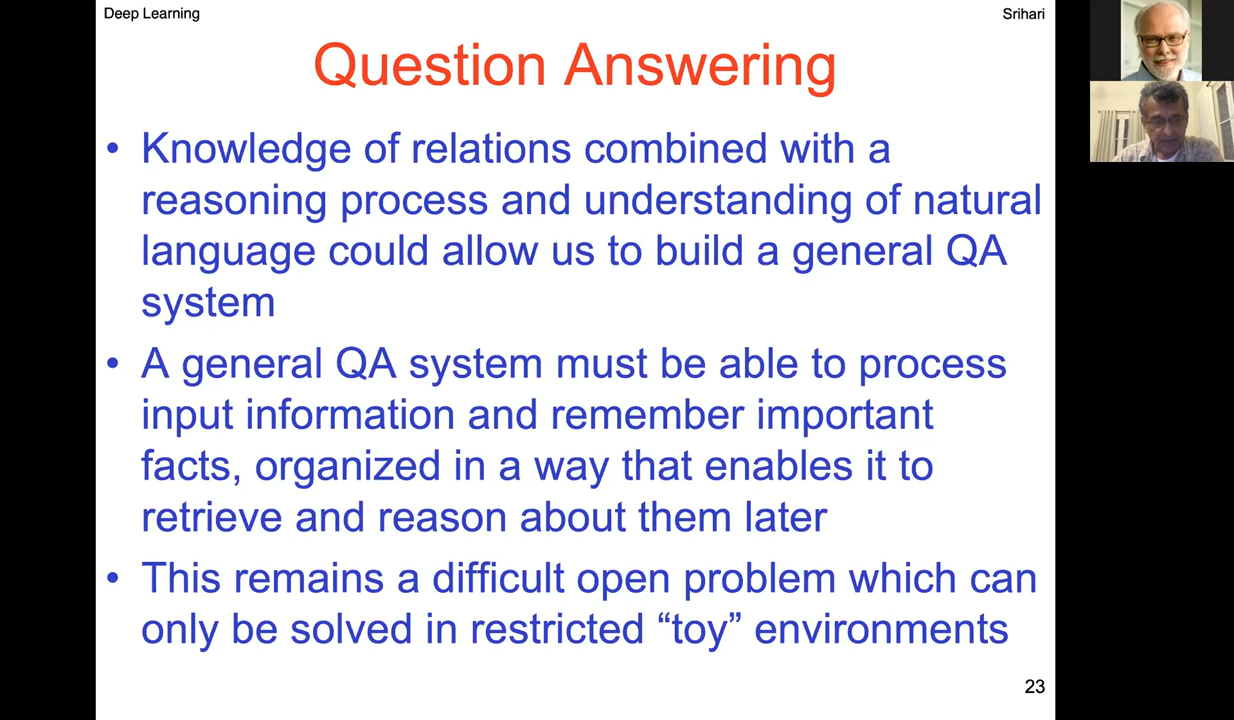 Deep Learning
Srihari
Question Answering
• Knowledge of relations combined with a
reasoning process and understanding of natural
language could allow us to build a general QA
system
• A general QA system must be able to process
input information and remember important
facts, organized in a way that enables it to
retrieve and reason about them later
• This remains a difficult open problem which can
only be solved in restricted “toy” environments
23